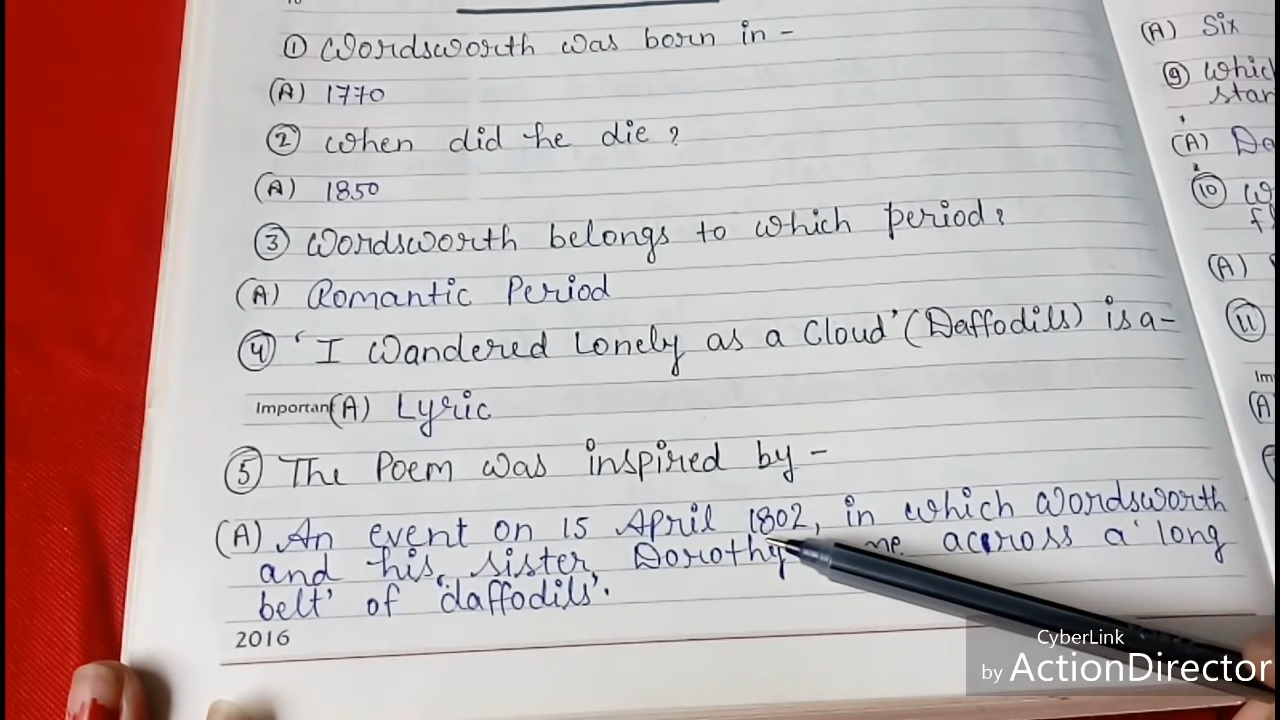 ① Wordsworth was born in -
(A) 1770
② When did he die?
(A) 1850
③ Wordsworth belongs to which period?
(A) Romantic Period
④ 'I Wandered Lonely as a Cloud' (Daffodils) is a-
Important (A) Lyric
⑤ The Poem was inspired by -
(A) An event on 15 April 1802, in which Wordsworth
and his sister Dorothy me accross a 'long
belt' of 'daffodils'.
2016
(A) Six
⑨
(A)
⑩
(A)
⑪
(A)
CyberLink
by ActionDirector